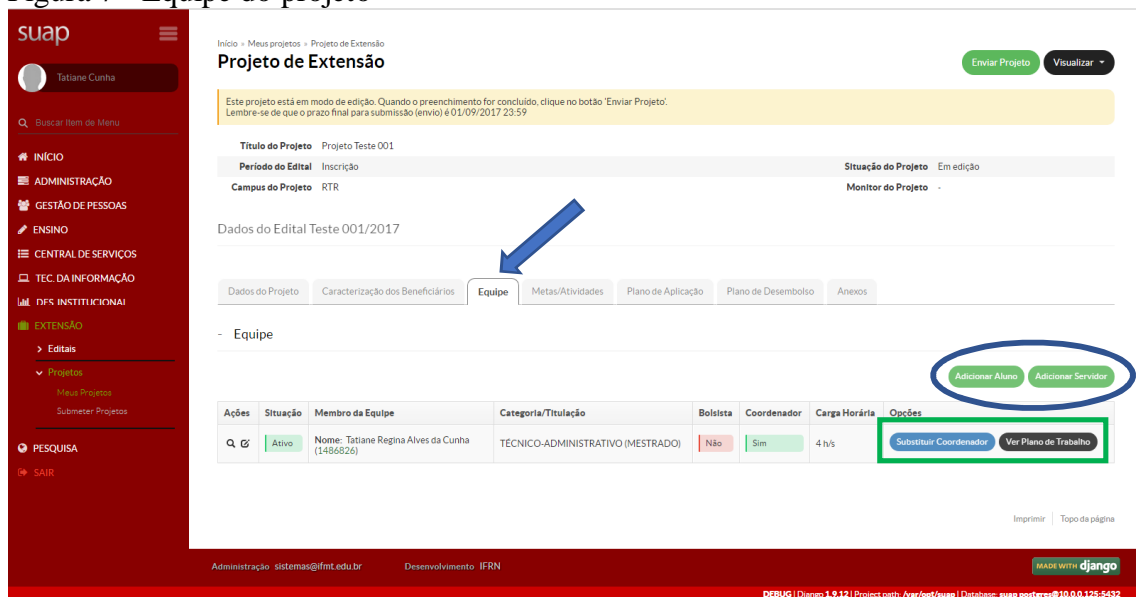 Figura 7 - Equipe do projeto
suap
Tatiane Cunha
Buscar Item de Menu
INÍCIO
ADMINISTRAÇÃO
GESTÃO DE PESSOAS
ENSINO
CENTRAL DE SERVIÇOS
TEC. DA INFORMAÇÃO
DES. INSTITUCIONAL
EXTENSÃO
Editais
Projetos
Meus Projetos
Submeter Projetos
PESQUISA
SAIR
Início » Meus projetos » Projeto de Extensão
Projeto de Extensão
Enviar Projeto
Visualizar
Este projeto está em modo de edição. Quando o preenchimento for concluído, clique no botão 'Enviar Projeto'.
Lembre-se de que o prazo final para submissão (envio) é 01/09/2017 23:59
Título do Projeto Projeto Teste 001
Período do Edital Inscrição Situação do Projeto Em edição
Campus do Projeto RTR Monitor do Projeto -
Dados do Edital Teste 001/2017
Dados do Projeto Caracterização dos Beneficiários Equipe Metas/Atividades Plano de Aplicação Plano de Desembolso Anexos
- Equipe
Adicionar Aluno Adicionar Servidor
Ações Situação Membro da Equipe Categoria/Titulação Bolsista Coordenador Carga Horária Opções
Ativo Nome: Tatiane Regina Alves da Cunha (1486826) TÉCNICO-ADMINISTRATIVO (MESTRADO) Não Sim 4 h/s Substituir Coordenador Ver Plano de Trabalho
Imprimir Topo da página
Administração sistemas@ifmt.edu.br Desenvolvimento IFRN
MADE WITH django
DEBUG | Django 1.9.12 | Project path: /var/opt/suap | Database: suap postgres@10.0.0.125:5432